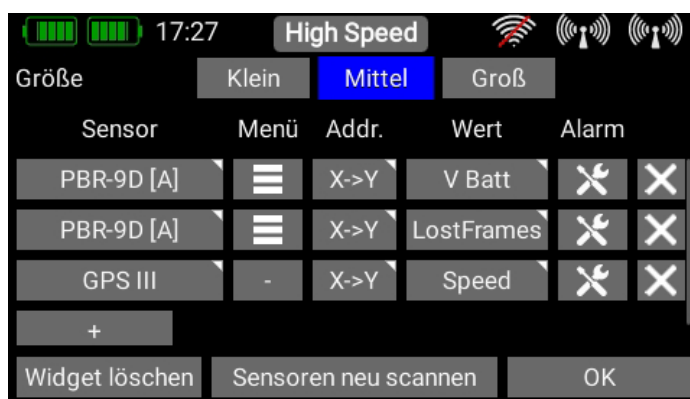 17:27 High Speed
Größe Klein Mittel Groß
Sensor Menü Addr. Wert Alarm
PBR-9D [A] X->Y V Batt
PBR-9D [A] X->Y LostFrames
GPS III - X->Y Speed
+
Widget löschen Sensoren neu scannen OK